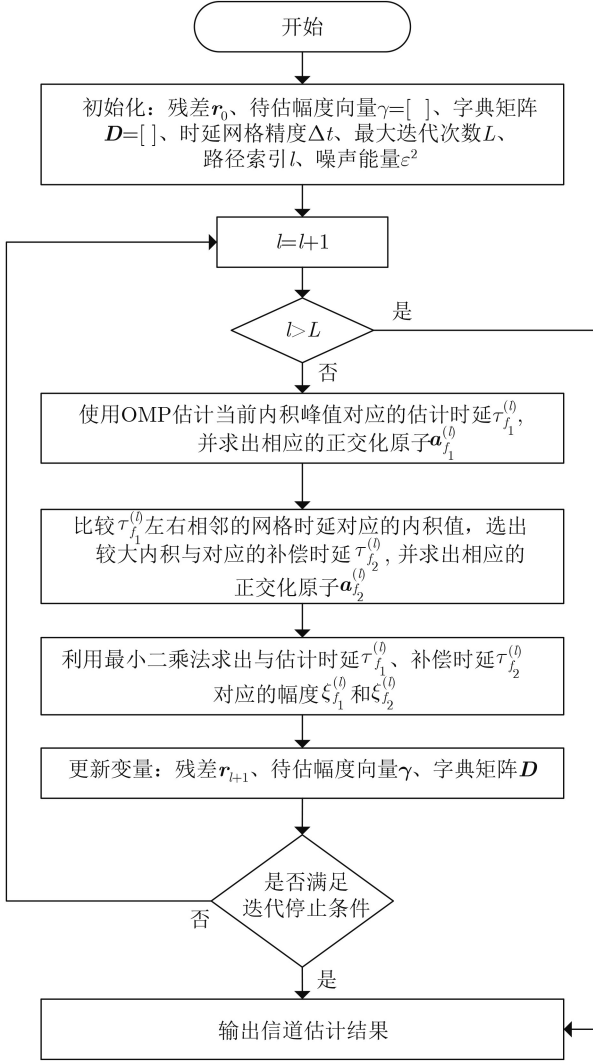 开始
初始化：残差r₀、待估幅度向量γ=[ ]、字典矩阵
D=[ ]、时延网格精度Δt、最大迭代次数L、
路径索引l、噪声能量ε²
l=l+1
l>L
是
否
使用OMP估计当前内积峰值对应的估计时延τ_{f₁}^{(l)},
并求出相应的正交化原子a_{f₁}^{(l)}
比较τ_{f₁}^{(l)}左右相邻的网格时延对应的内积值，选出
较大内积与对应的补偿时延τ_{f₂}^{(l)}, 并求出相应的
正交化原子a_{f₂}^{(l)}
利用最小二乘法求出与估计时延τ_{f₁}^{(l)}、补偿时延τ_{f₂}^{(l)}
对应的幅度ξ_{f₁}^{(l)}和ξ_{f₂}^{(l)}
更新变量：残差r_{l+1}、待估幅度向量γ、字典矩阵D
是否满足
迭代停止条件
否
是
输出信道估计结果